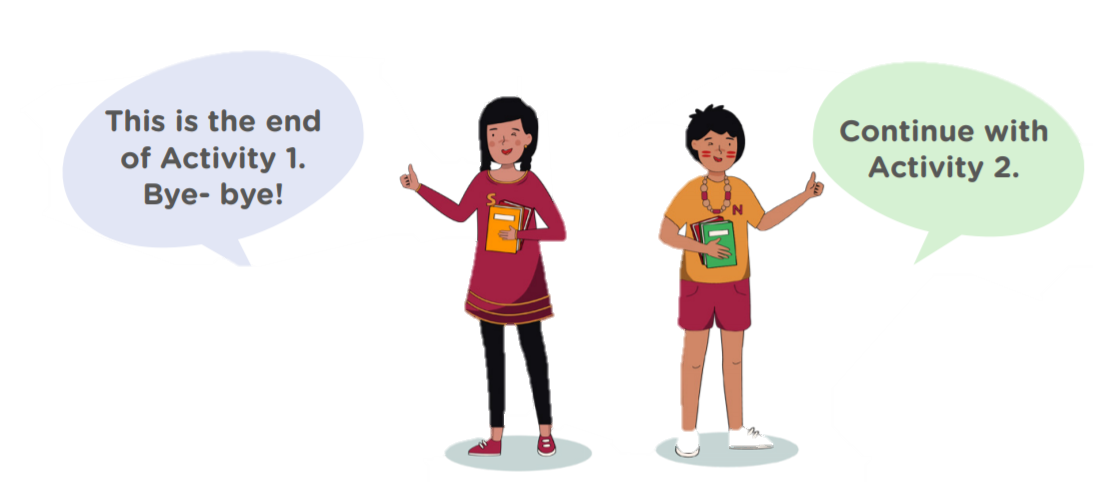 This is the end
of Activity 1.
Bye- bye!
S
N
Continue with
Activity 2.